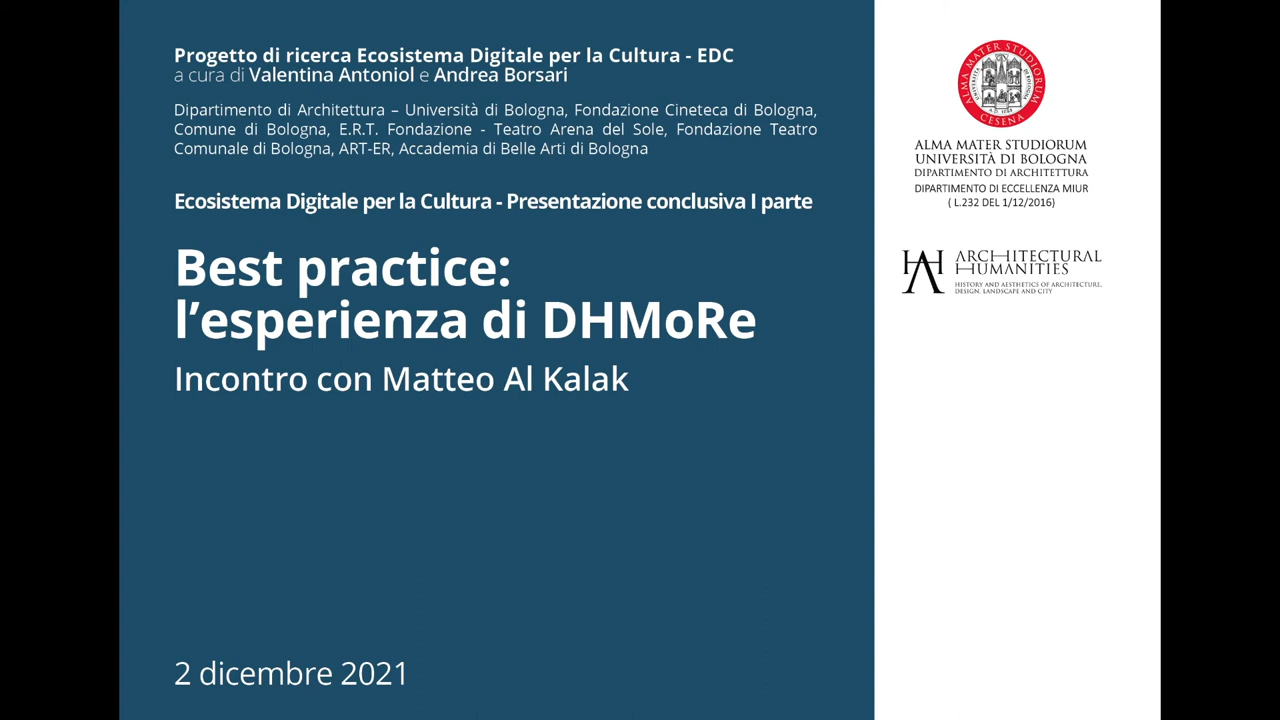 Progetto di ricerca Ecosistema Digitale per la Cultura - EDC
a cura di Valentina Antoniol e Andrea Borsari
Dipartimento di Architettura – Università di Bologna, Fondazione Cineteca di Bologna,
Comune di Bologna, E.R.T. Fondazione - Teatro Arena del Sole, Fondazione Teatro
Comunale di Bologna, ART-ER, Accademia di Belle Arti di Bologna
Ecosistema Digitale per la Cultura - Presentazione conclusiva I parte
Best practice:
l’esperienza di DHMoRe
Incontro con Matteo Al Kalak
2 dicembre 2021
ALMA MATER STUDIORUM
CESENA
ALMA MATER STUDIORUM
UNIVERSITÀ DI BOLOGNA
DIPARTIMENTO DI ARCHITETTURA
DIPARTIMENTO DI ECCELLENZA MIUR
( L.232 DEL 1/12/2016)
AH
ARCHITECTURAL
HUMANITIES
HISTORY AND AESTHETICS OF ARCHITECTURE,
DESIGN, LANDSCAPE AND CITY